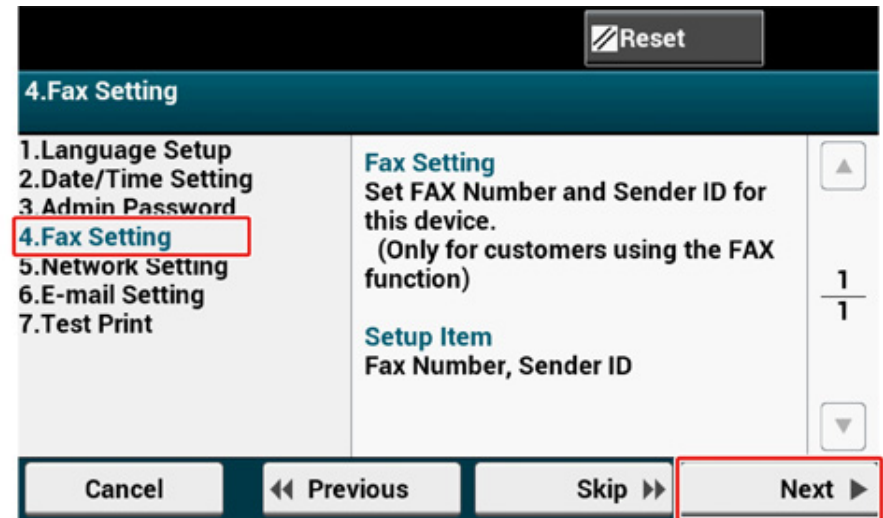 Reset
4.Fax Setting
1.Language Setup
2.Date/Time Setting
3.Admin Password
4.Fax Setting
5.Network Setting
6.E-mail Setting
7.Test Print
Fax Setting
Set FAX Number and Sender ID for
this device.
(Only for customers using the FAX
function)
Setup Item
Fax Number, Sender ID
1
1
Cancel
Previous
Skip
Next